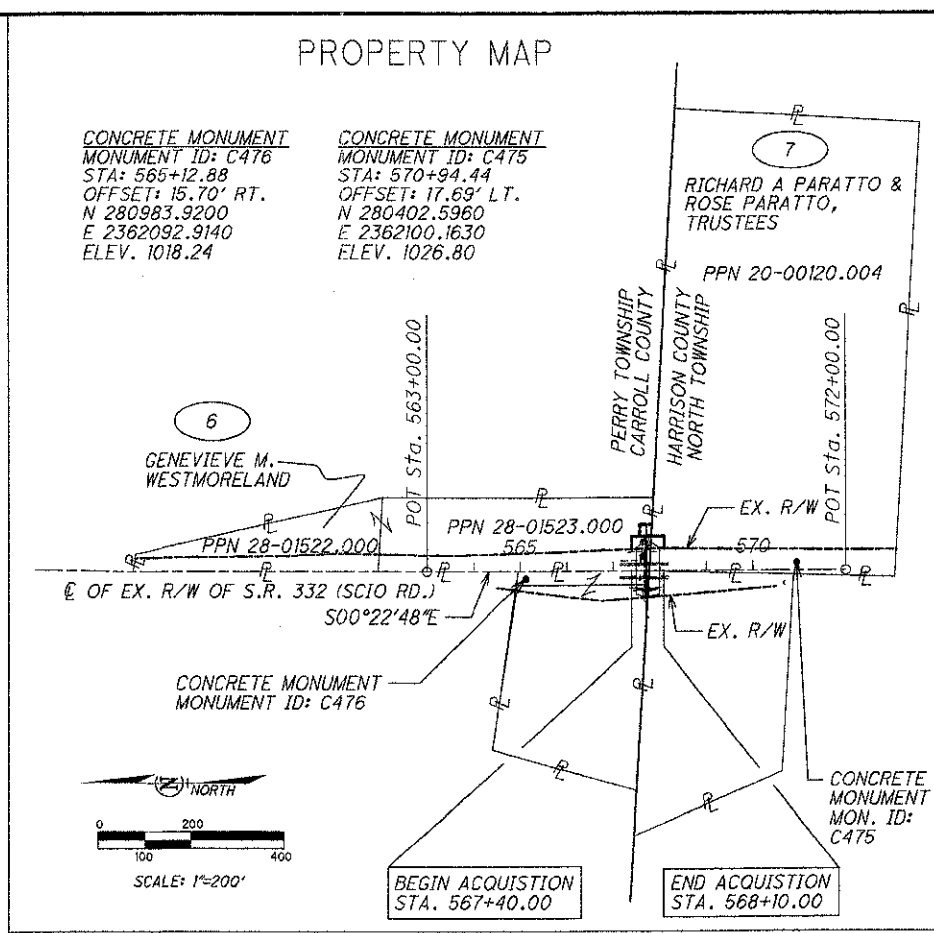 PROPERTY MAP
CONCRETE MONUMENT
MONUMENT ID: C476
STA: 565+12.88
OFFSET: 15.70' RT.
N 280983.9200
E 2362092.9140
ELEV. 1018.24
CONCRETE MONUMENT
MONUMENT ID: C475
STA: 570+94.44
OFFSET: 17.69' LT.
N 280402.5960
E 2362100.1630
ELEV. 1026.80
7
RICHARD A PARATTO &
ROSE PARATTO,
TRUSTEES
PPN 20-00120.004
PERRY TOWNSHIP
CARROLL COUNTY
HARRISON COUNTY
NORTH TOWNSHIP
POT Sta. 563+00.00
POT Sta. 572+00.00
6
GENEVIEVE M.
WESTMORELAND
PPN 28-01522.000
PPN 28-01523.000
565
570
EX. R/W
℄ OF EX. R/W OF S.R. 332 (SCIO RD.)
S00°22'48"E
EX. R/W
CONCRETE MONUMENT
MONUMENT ID: C476
NORTH
0 200
100 400
SCALE: 1"=200'
CONCRETE
MONUMENT
MON. ID:
C475
BEGIN ACQUISTION
STA. 567+40.00
END ACQUISTION
STA. 568+10.00